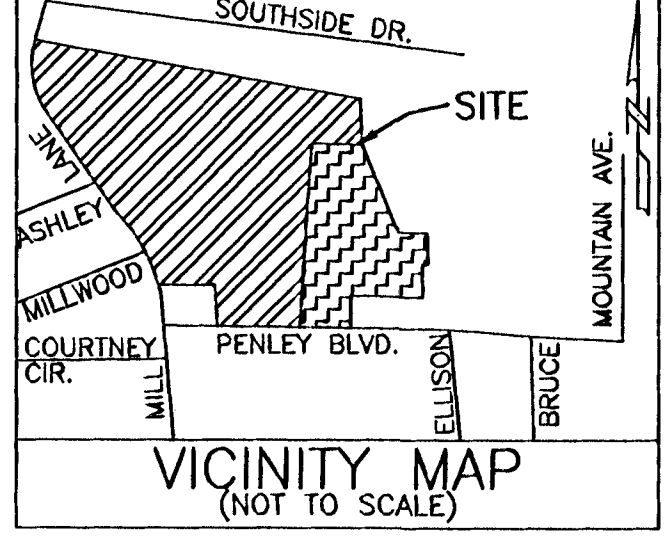 SOUTHSIDE DR.
SITE
LANE
N
MOUNTAIN AVE.
ASHLEY
MILLWOOD
COURTNEY
CIR.
MILL
PENLEY BLVD.
ELLISON
BRUCE
VICINITY MAP
(NOT TO SCALE)